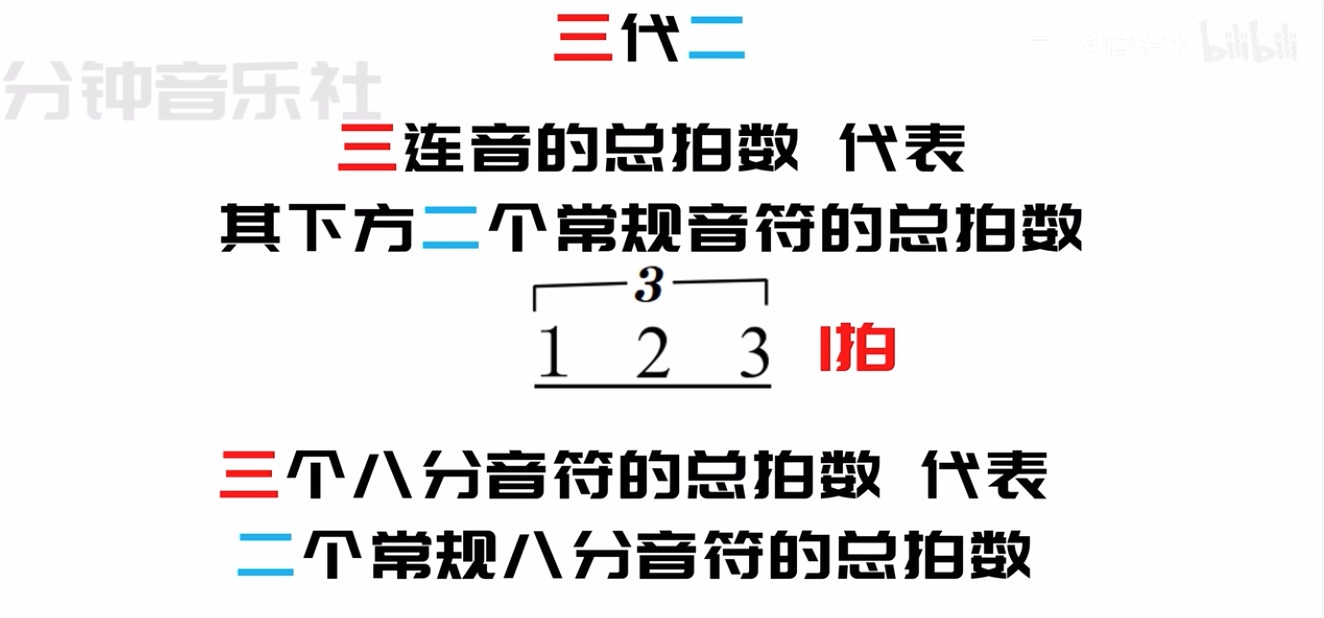 三代二
bilibili
分钟音乐社
三连音的总拍数 代表
其下方二个常规音符的总拍数
3
1 2 3 1拍
三个八分音符的总拍数 代表
二个常规八分音符的总拍数